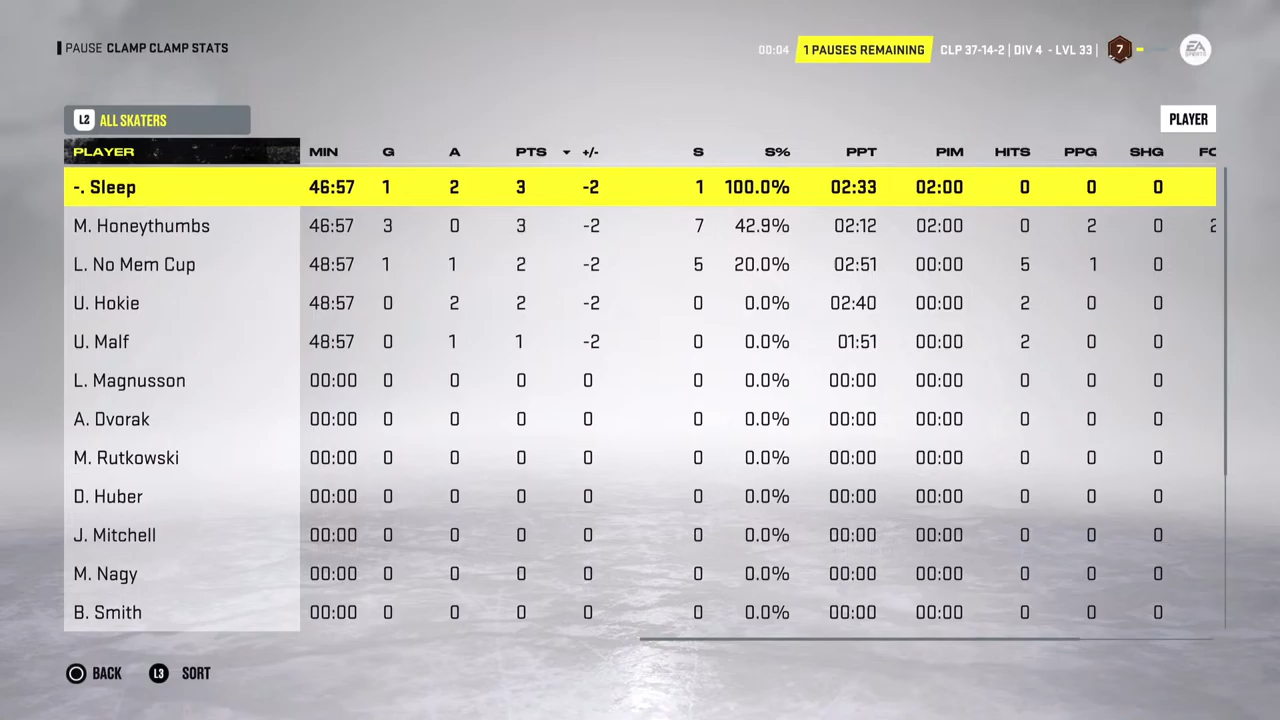 PAUSE CLAMP CLAMP STATS
00:04 1 PAUSES REMAINING CLP 37-14-2 | DIV 4 - LVL 33 | 7 EA SPORTS
L2 ALL SKATERS PLAYER
PLAYER MIN G A PTS +/- S S% PPT PIM HITS PPG SHG FO
-. Sleep 46:57 1 2 3 -2 1 100.0% 02:33 02:00 0 0 0
M. Honeythumbs 46:57 3 0 3 -2 7 42.9% 02:12 02:00 0 2 0 2
L. No Mem Cup 48:57 1 1 2 -2 5 20.0% 02:51 00:00 5 1 0
U. Hokie 48:57 0 2 2 -2 0 0.0% 02:40 00:00 2 0 0
U. Malf 48:57 0 1 1 -2 0 0.0% 01:51 00:00 2 0 0
L. Magnusson 00:00 0 0 0 0 0 0.0% 00:00 00:00 0 0 0
A. Dvorak 00:00 0 0 0 0 0 0.0% 00:00 00:00 0 0 0
M. Rutkowski 00:00 0 0 0 0 0 0.0% 00:00 00:00 0 0 0
D. Huber 00:00 0 0 0 0 0 0.0% 00:00 00:00 0 0 0
J. Mitchell 00:00 0 0 0 0 0 0.0% 00:00 00:00 0 0 0
M. Nagy 00:00 0 0 0 0 0 0.0% 00:00 00:00 0 0 0
B. Smith 00:00 0 0 0 0 0 0.0% 00:00 00:00 0 0 0
BACK L3 SORT